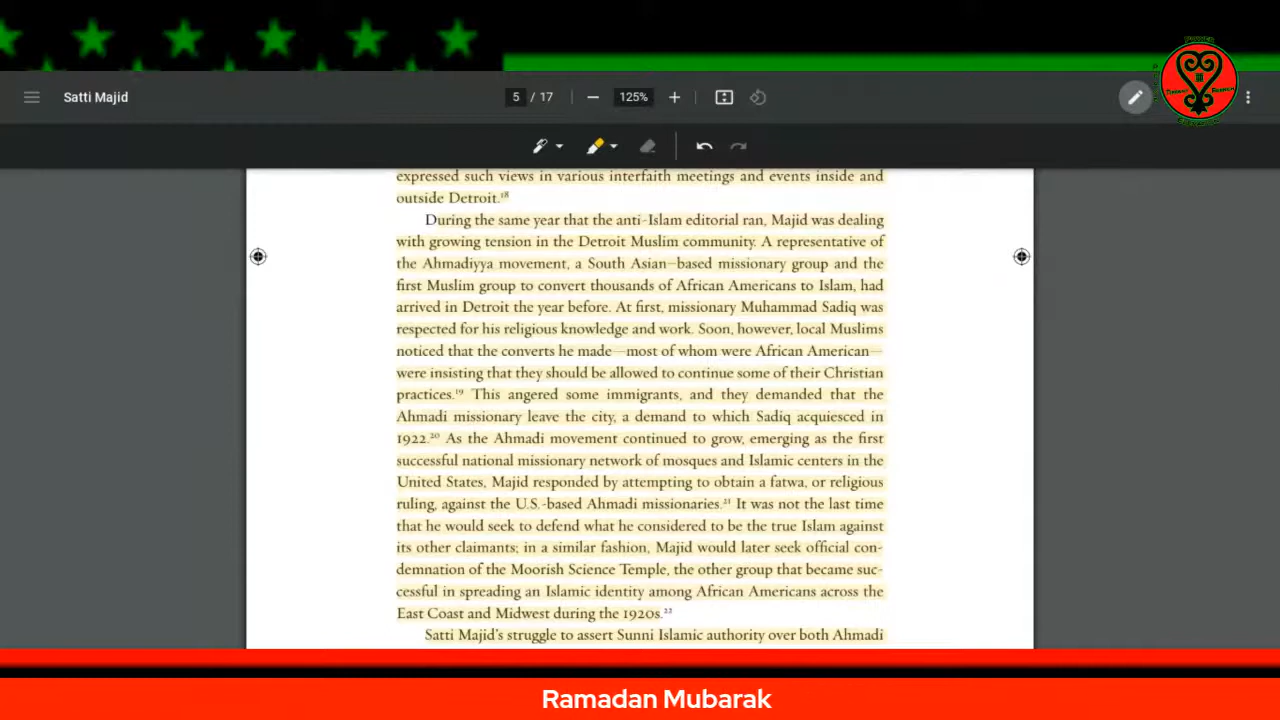 Satti Majid
5 / 17
125%
expressed such views in various interfaith meetings and events inside and
outside Detroit.¹⁸
During the same year that the anti-Islam editorial ran, Majid was dealing
with growing tension in the Detroit Muslim community. A representative of
the Ahmadiyya movement, a South Asian–based missionary group and the
first Muslim group to convert thousands of African Americans to Islam, had
arrived in Detroit the year before. At first, missionary Muhammad Sadiq was
respected for his religious knowledge and work. Soon, however, local Muslims
noticed that the converts he made—most of whom were African American—
were insisting that they should be allowed to continue some of their Christian
practices.¹⁹ This angered some immigrants, and they demanded that the
Ahmadi missionary leave the city, a demand to which Sadiq acquiesced in
1922.²⁰ As the Ahmadi movement continued to grow, emerging as the first
successful national missionary network of mosques and Islamic centers in the
United States, Majid responded by attempting to obtain a fatwa, or religious
ruling, against the U.S.-based Ahmadi missionaries.²¹ It was not the last time
that he would seek to defend what he considered to be the true Islam against
its other claimants; in a similar fashion, Majid would later seek official con-
demnation of the Moorish Science Temple, the other group that became suc-
cessful in spreading an Islamic identity among African Americans across the
East Coast and Midwest during the 1920s.²²
Satti Majid's struggle to assert Sunni Islamic authority over both Ahmadi
Ramadan Mubarak